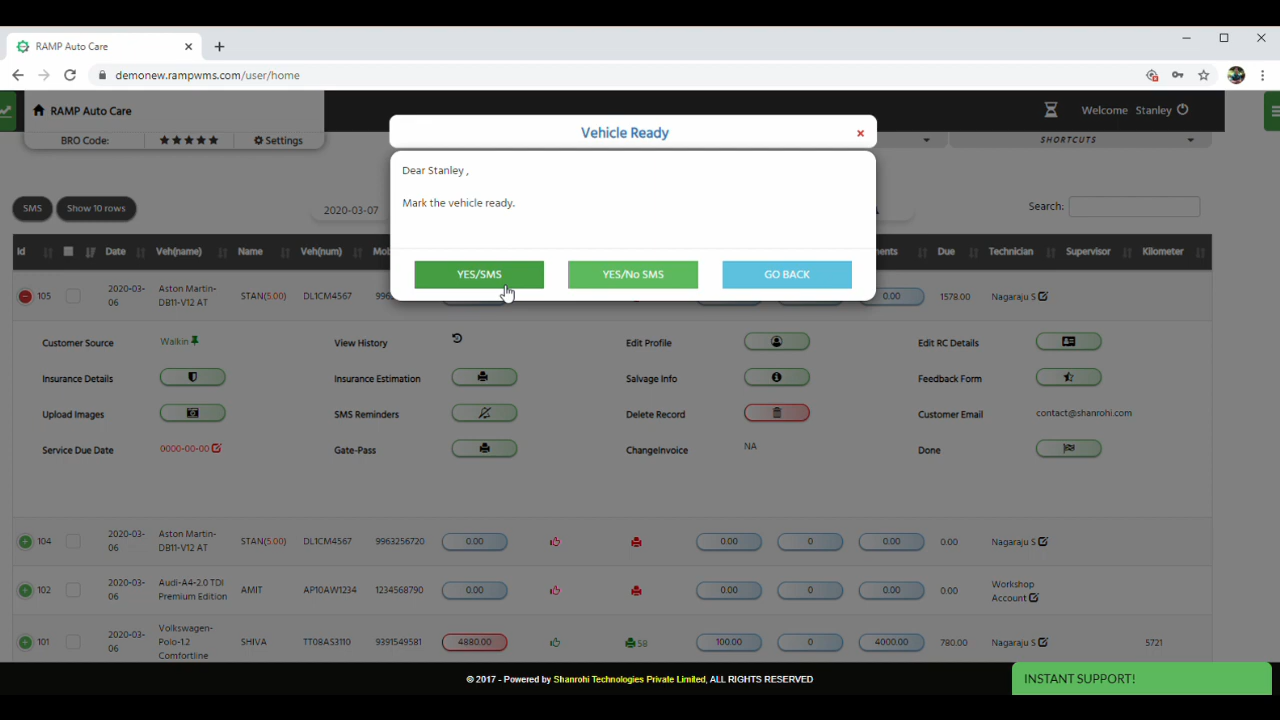 RAMP Auto Care
demonew.rampwms.com/user/home
RAMP Auto Care
Welcome Stanley
BRO Code:
Settings
SHORTCUTS
Vehicle Ready
Dear Stanley ,
Mark the vehicle ready.
YES/SMS YES/No SMS GO BACK
SMS Show 10 rows 2020-03-07 Search:
Id Date Veh(name) Name Veh(num) Due Technician Supervisor Kilometer
105 2020-03-06 Aston Martin-DB11-V12 AT STAN(5.00) DL1CM4567 0.00 1578.00 Nagaraju S
Customer Source Walkin View History Edit Profile Edit RC Details
Insurance Details Insurance Estimation Salvage Info Feedback Form
Upload Images SMS Reminders Delete Record Customer Email contact@shanrohi.com
Service Due Date 0000-00-00 Gate-Pass ChangeInvoice NA Done
104 2020-03-06 Aston Martin-DB11-V12 AT STAN(5.00) DL1CM4567 9963256720 0.00 0.00 0 0.00 0.00 Nagaraju S
102 2020-03-06 Audi-A4-2.0 TDI Premium Edition AMIT AP10AW1234 1234568790 0.00 0.00 0 0.00 0.00 Workshop Account
101 2020-03-06 Volkswagen-Polo-1.2 Comfortline SHIVA TT08AS3110 9391549581 4880.00 SB 100.00 0 4000.00 780.00 Nagaraju S 5721
© 2017 - Powered by Shanrohi Technologies Private Limited, ALL RIGHTS RESERVED
INSTANT SUPPORT!